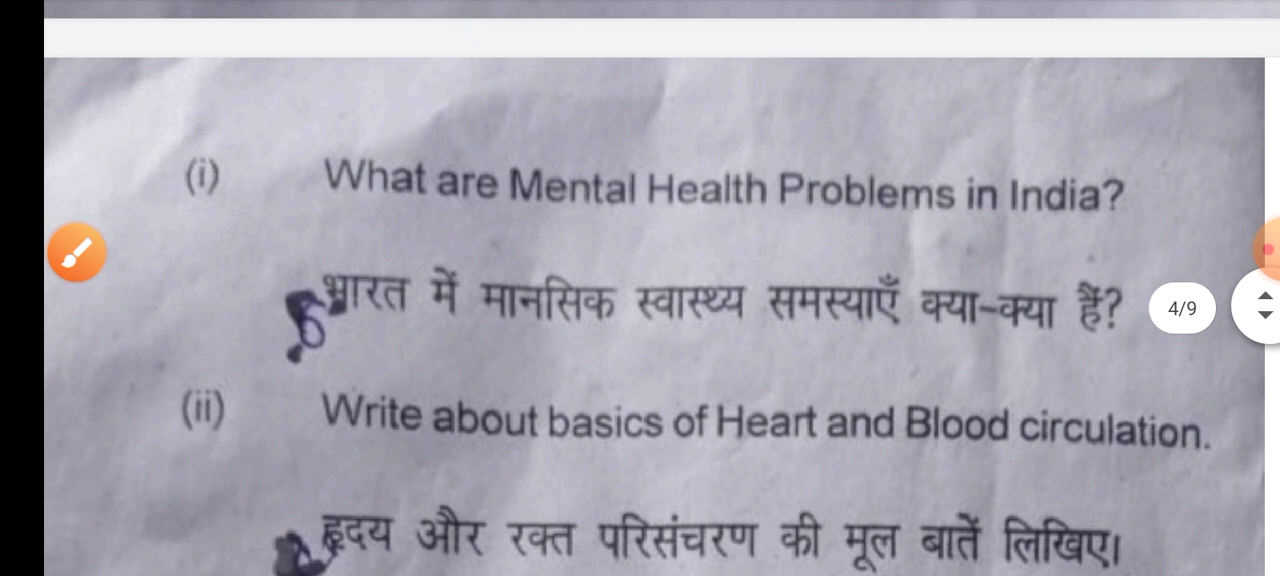 (i) What are Mental Health Problems in India?
भारत में मानसिक स्वास्थ्य समस्याएँ क्या-क्या हैं?
4/9
(ii) Write about basics of Heart and Blood circulation.
हृदय और रक्त परिसंचरण की मूल बातें लिखिए।